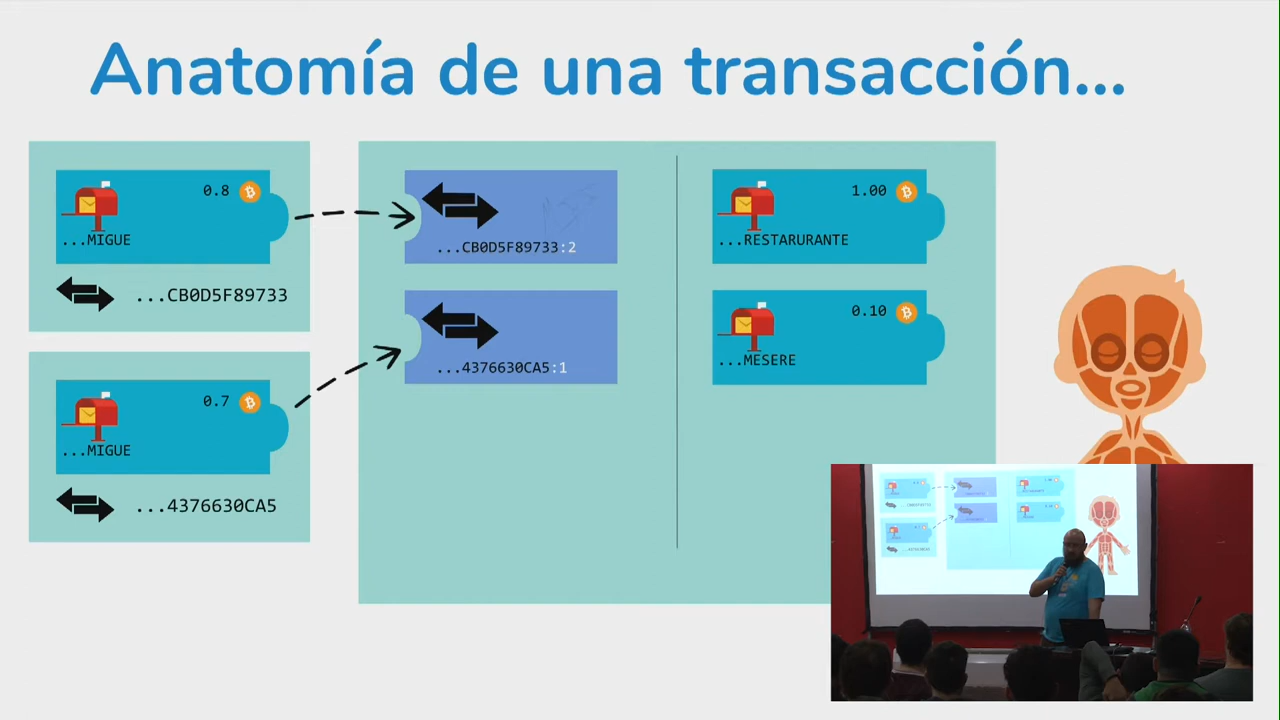 Anatomía de una transacción...
0.8
...MIGUE
...CB0D5F89733
0.7
...MIGUE
...4376630CA5
...CB0D5F89733:2
...4376630CA5:1
1.00
...RESTARURANTE
0.10
...MESERE